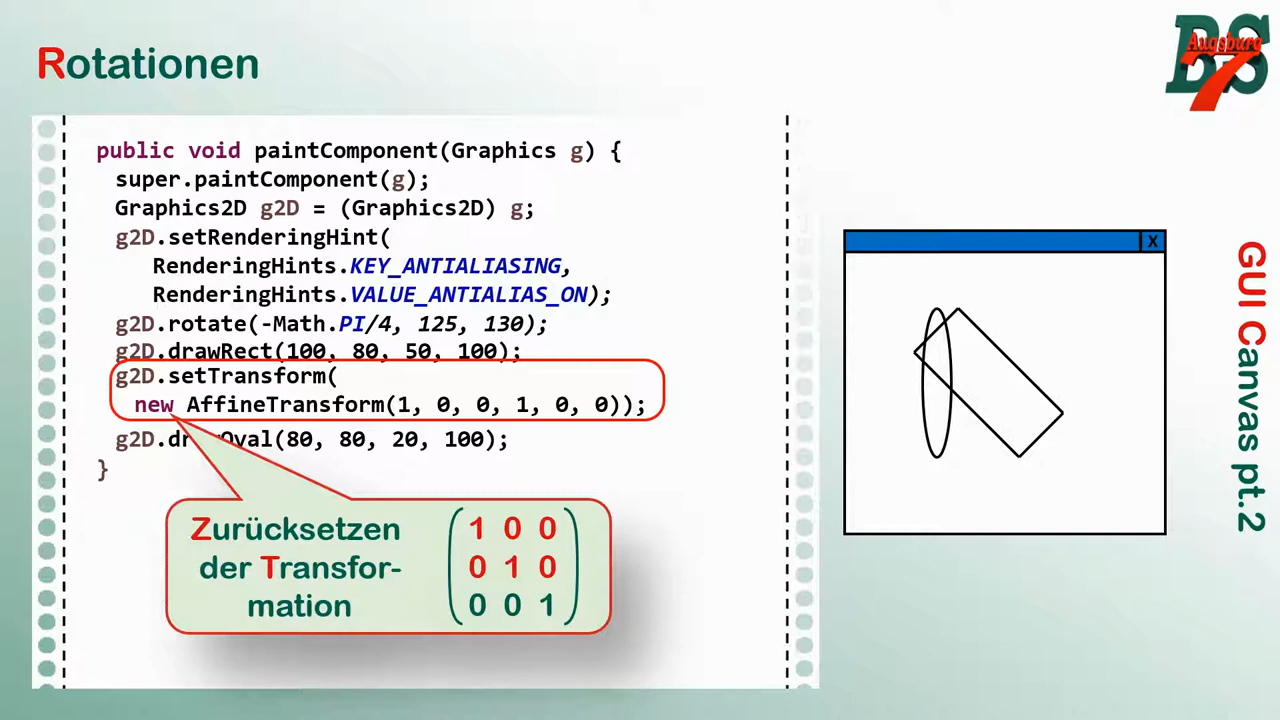 Rotationen
BS
Augsburg
7
public void paintComponent(Graphics g) {
super.paintComponent(g);
Graphics2D g2D = (Graphics2D) g;
g2D.setRenderingHint(
RenderingHints.KEY_ANTIALIASING,
RenderingHints.VALUE_ANTIALIAS_ON);
g2D.rotate(-Math.PI/4, 125, 130);
g2D.drawRect(100, 80, 50, 100);
g2D.setTransform(
new AffineTransform(1, 0, 0, 1, 0, 0));
g2D.drawOval(80, 80, 20, 100);
}
Zurücksetzen
der Transfor-
mation
1 0 0
0 1 0
0 0 1
X
GUI Canvas pt.2